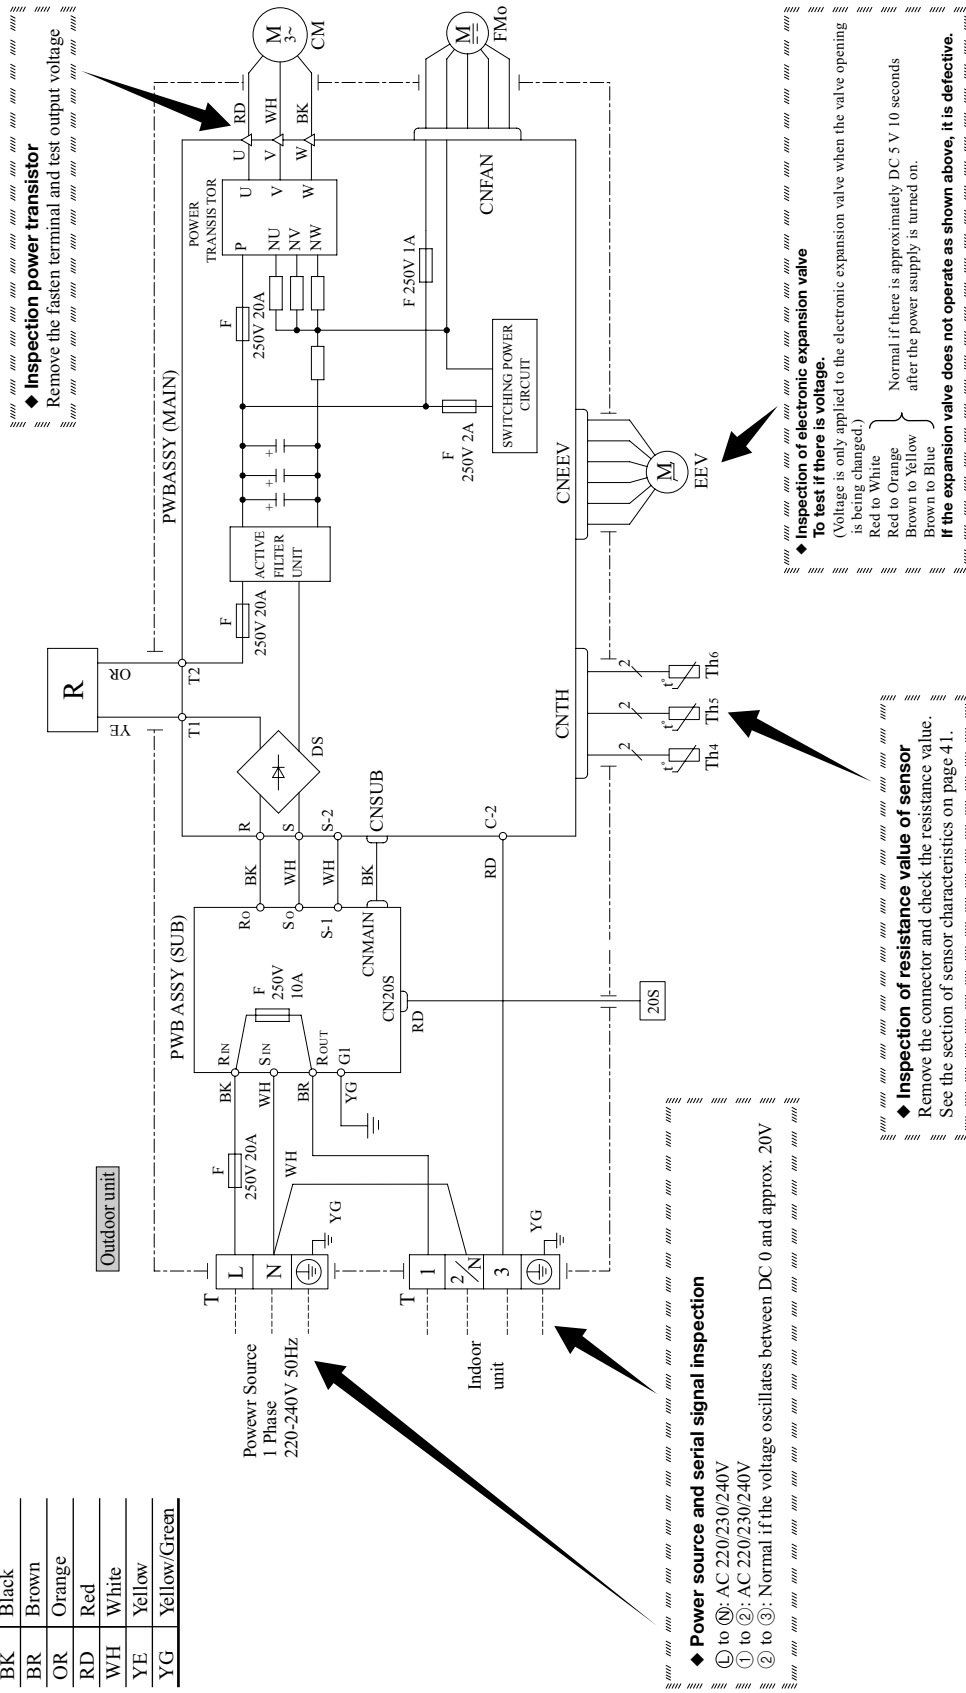 BK Black
BR Brown
OR Orange
RD Red
WH White
YE Yellow
YG Yellow/Green
Outdoor unit
◆ Inspection power transistor
Remove the fasten terminal and test output voltage
Powewr Source
1 Phase
220-240V 50Hz
T
L
N
YG
Indoor
unit
T
1
2/N
3
YG
F
250V 20A
WH
BK
WH
BR
YG
PWB ASSY (SUB)
RIN
SIN
ROUT
G1
F
250V
10A
RO
SO
S-1
CNMAIN
CN20S
RD
20S
BK
WH
WH
BK
RD
R
S
S-2
CNSUB
C-2
PWBASSY (MAIN)
R
YE
OR
T1
T2
DS
F
250V 20A
ACTIVE
FILTER
UNIT
+
+
+
F
250V 20A
POWER
TRANSISTOR
P
NU
NV
NW
U
V
W
U
V
W
RD
WH
BK
M
3~
CM
F 250V 1A
F
250V 2A
SWITCHING POWER
CIRCUIT
CNFAN
M
FMo
CNTH
2
2
2
t°
t°
t°
Th4
Th5
Th6
CNEEV
M
EEV
◆ Power source and serial signal inspection
Ⓛ to Ⓝ: AC 220/230/240V
① to ②: AC 220/230/240V
② to ③: Normal if the voltage oscillates between DC 0 and approx. 20V
◆ Inspection of resistance value of sensor
Remove the connector and check the resistance value.
See the section of sensor characteristics on page 41.
◆ Inspection of electronic expansion valve
To test if there is voltage.
(Voltage is only applied to the electronic expansion valve when the valve opening
is being changed.)
Red to White
Red to Orange
Brown to Yellow
Brown to Blue
Normal if there is approximately DC 5 V 10 seconds
after the power asupply is turned on.
If the expansion valve does not operate as shown above, it is defective.